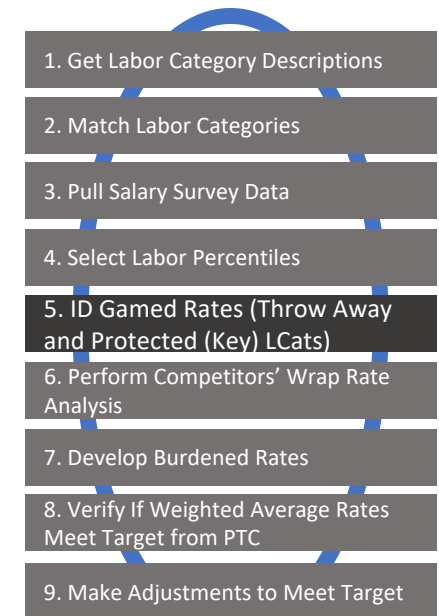 1. Get Labor Category Descriptions
2. Match Labor Categories
3. Pull Salary Survey Data
4. Select Labor Percentiles
5. ID Gamed Rates (Throw Away
and Protected (Key) LCats)
6. Perform Competitors’ Wrap Rate
Analysis
7. Develop Burdened Rates
8. Verify If Weighted Average Rates
Meet Target from PTC
9. Make Adjustments to Meet Target